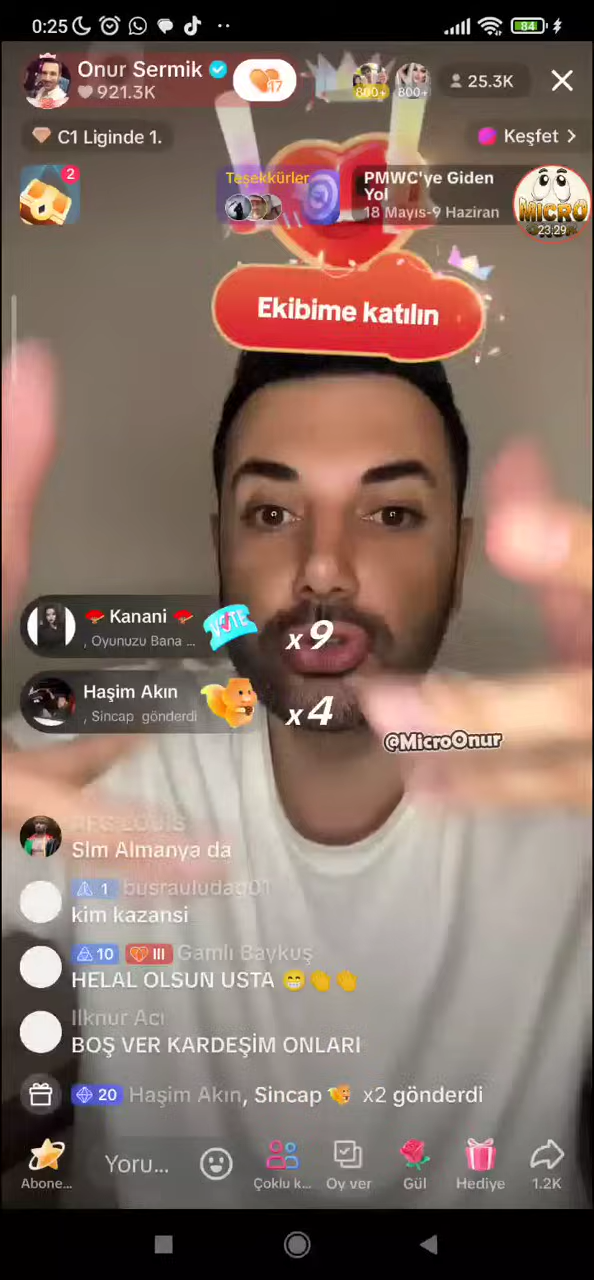 0:25
84
Onur Sermik
921.3K
17
800+
800+
25.3K
C1 Liginde 1.
Keşfet
2
Teşekkürler
PMWC'ye Giden
Yol
18 Mayıs-9 Haziran
MICRO
23:29
Ekibime katılın
Kanani
, Oyunuzu Bana ...
VOTE
x9
Haşim Akın
, Sincap gönderdi
x4
@MicroOnur
Slm Almanya da
1 busrauludag01
kim kazansi
10 III Gamlı Baykuş
HELAL OLSUN USTA 😁👏👏
Ilknur Acı
BOŞ VER KARDEŞİM ONLARI
20 Haşim Akın, Sincap 🐿️ x2 gönderdi
Yoru...
Abone...
Çoklu k...
Oy ver
Gül
Hediye
1.2K